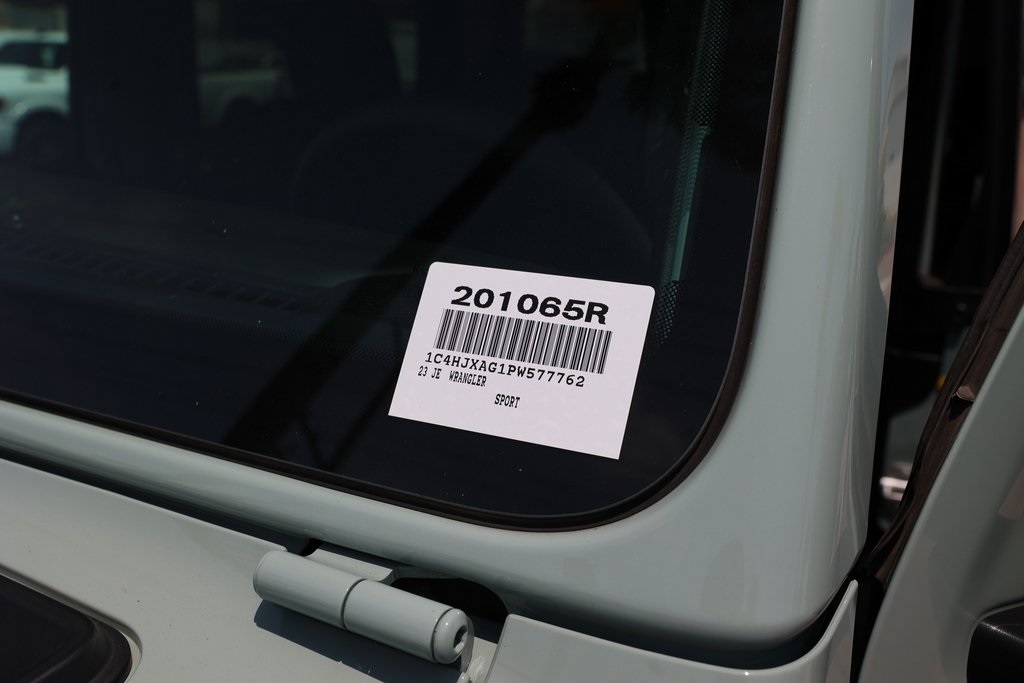 201065R
1C4HJXAG1PW577762
23 JE WRANGLER
SPORT